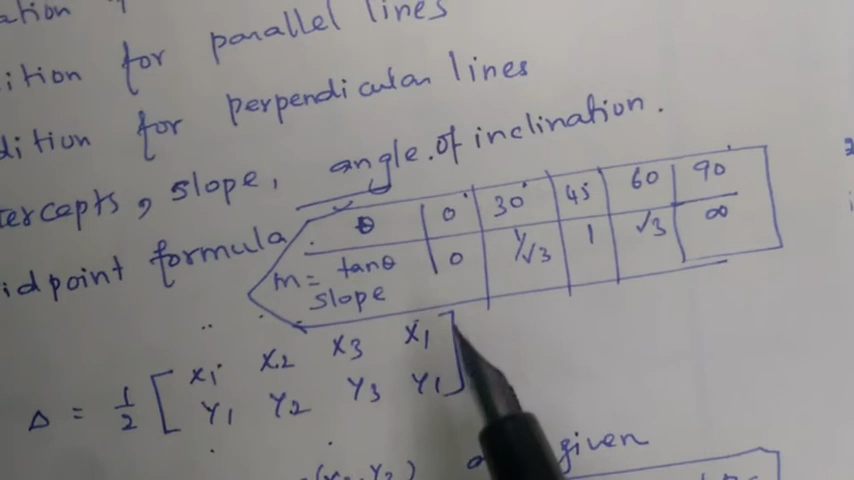 ation
ition for parallel lines
dition for perpendicular lines
tercepts, slope, angle of inclination.
idpoint formula
θ 0° 30° 45 60 90°
m = tanθ 0 1/√3 1 √3 ∞
slope
Δ = 1/2 [ x1 x2 x3 x1 ]
y1 y2 y3 y1
given